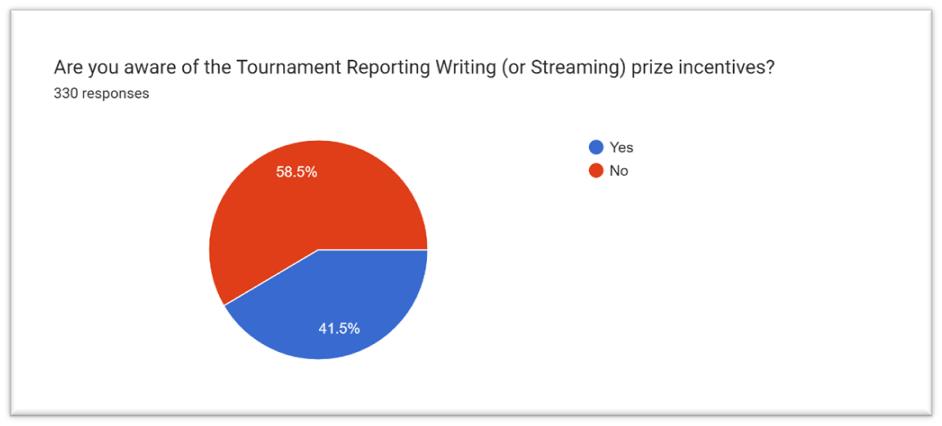 Are you aware of the Tournament Reporting Writing (or Streaming) prize incentives?
330 responses
Yes
No
58.5%
41.5%